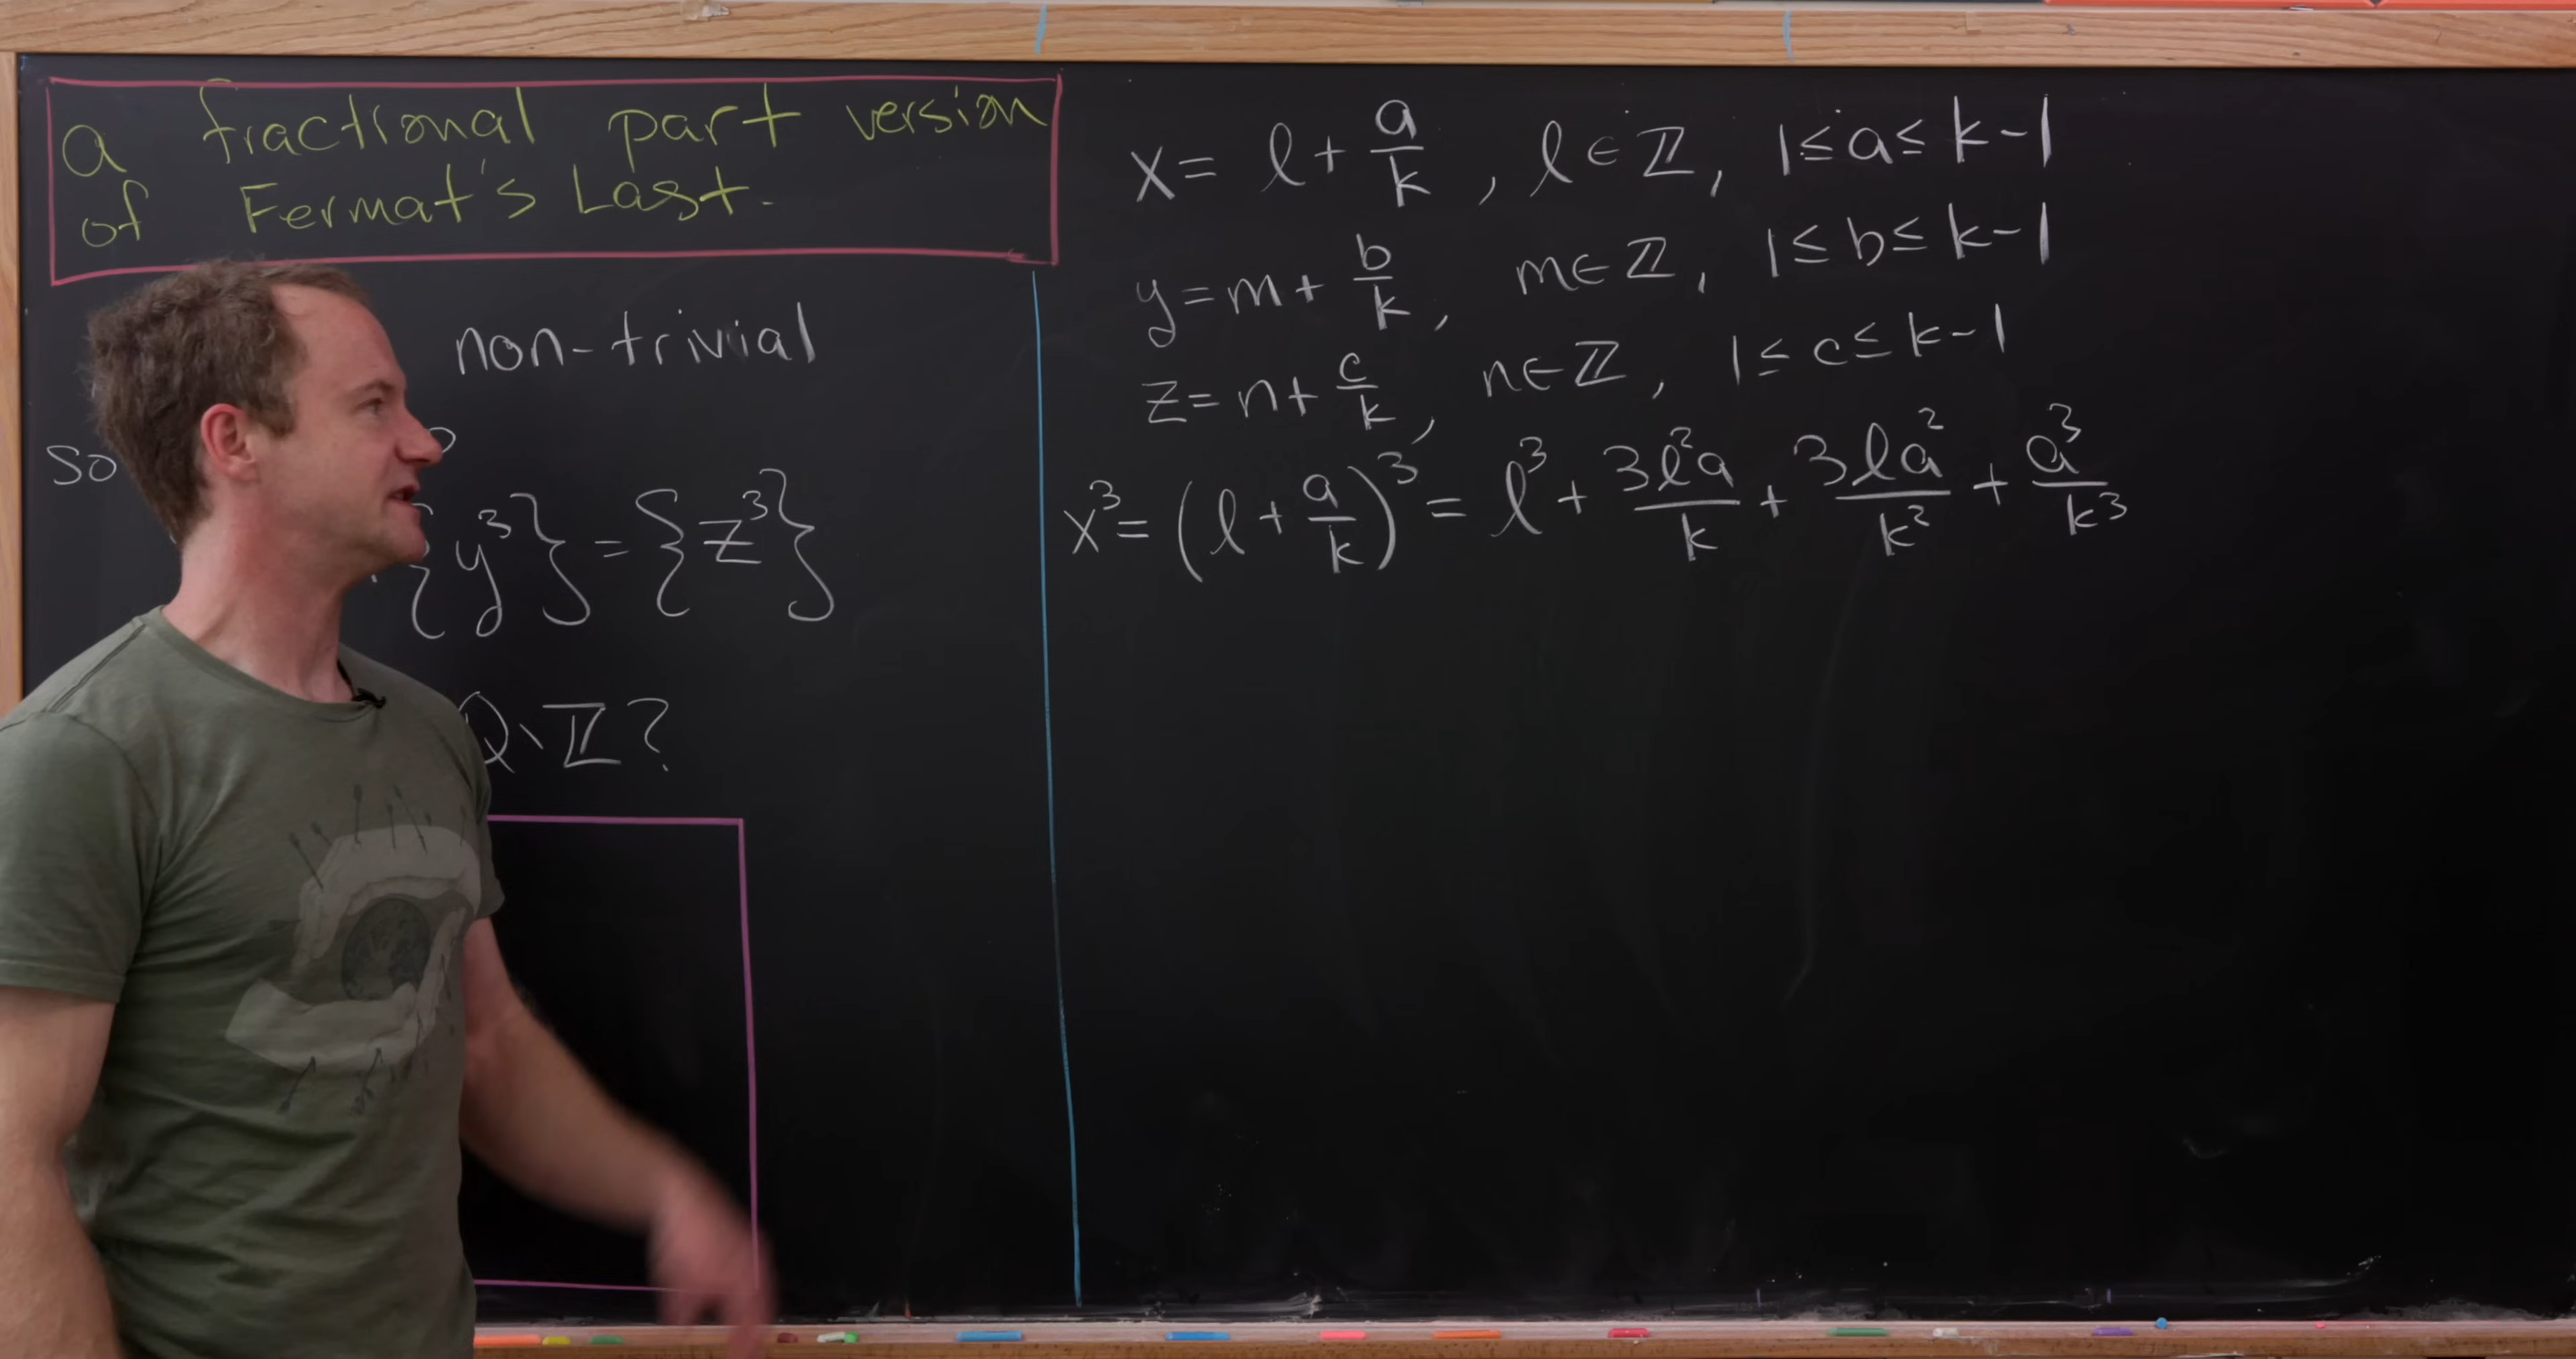 a fractional part version
of Fermat's Last.
non-trivial
so
{y³} = {z³}
Q∖ℤ?
x = l + a/k, l ∈ ℤ, 1 ≤ a ≤ k-1
y = m + b/k, m ∈ ℤ, 1 ≤ b ≤ k-1
z = n + c/k, n ∈ ℤ, 1 ≤ c ≤ k-1
x³ = (l + a/k)³ = l³ + 3l²a/k + 3la²/k² + a³/k³